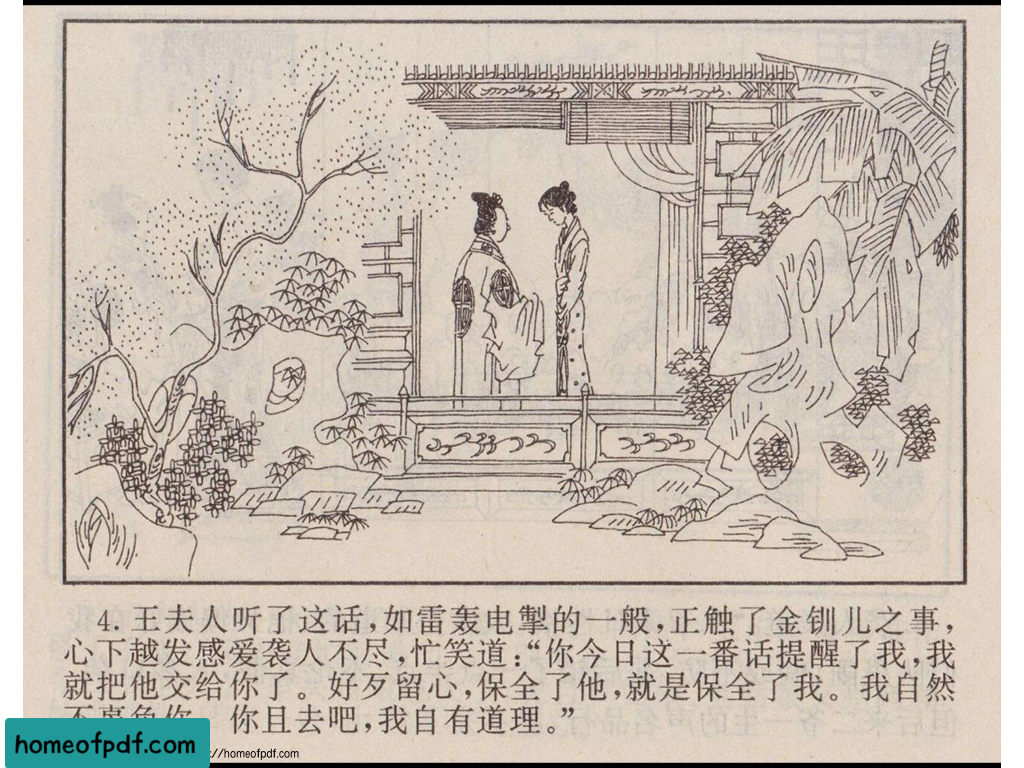 4. 王夫人听了这话，如雷轰电掣的一般，正触了金钏儿之事，
心下越发感爱袭人不尽，忙笑道：“你今日这一番话提醒了我，我
就把他交给你了。好歹留心，保全了他，就是保全了我。我自然
你且去吧，我自有道理。”
homeofpdf.com
://homeofpdf.com